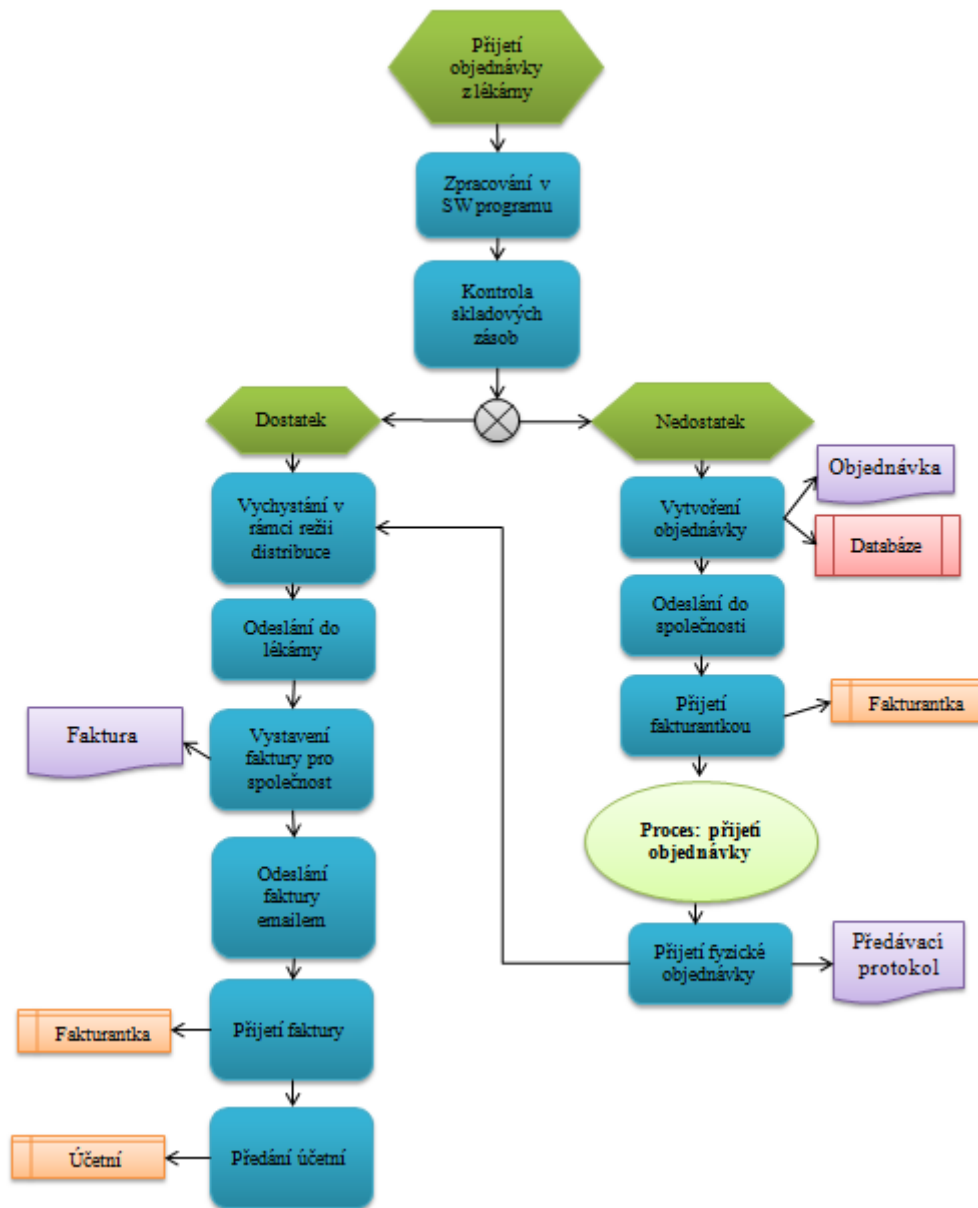 Přijetí
objednávky
z lékárny
Zpracování v
SW programu
Kontrola
skladových
zásob
Dostatek
Nedostatek
Vychystání v
rámci režii
distribuce
Vytvoření
objednávky
Objednávka
Databáze
Odeslání do
lékárny
Odeslání do
společnosti
Faktura
Vystavení
faktury pro
společnost
Přijetí
fakturantkou
Fakturantka
Odeslání
faktury
emailem
Proces: přijetí
objednávky
Přijetí fyzické
objednávky
Předávací
protokol
Fakturantka
Přijetí faktury
Účetní
Předání účetní